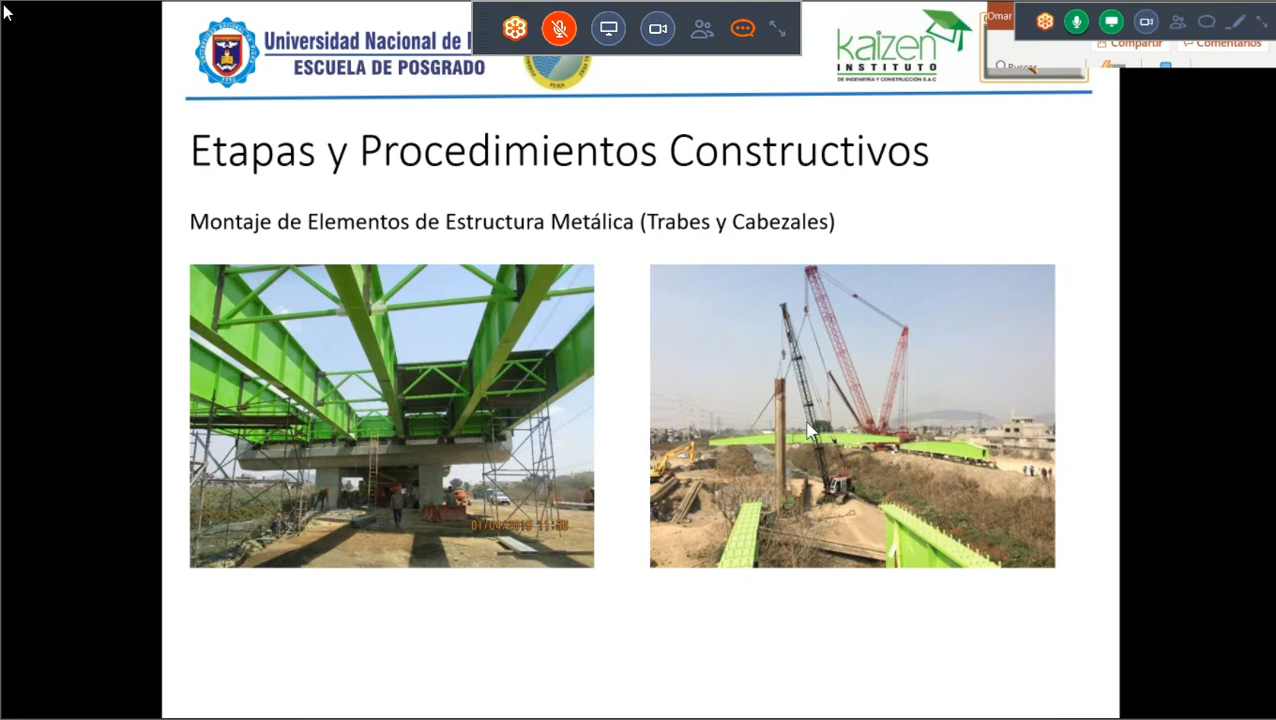 Universidad Nacional de
ESCUELA DE POSGRADO
PIURA
kaizen
INSTITUTO
DE INGENIERÍA Y CONSTRUCCIÓN S.A.C
Omar
Compartir
Comentarios
Buscar
Etapas y Procedimientos Constructivos
Montaje de Elementos de Estructura Metálica (Trabes y Cabezales)